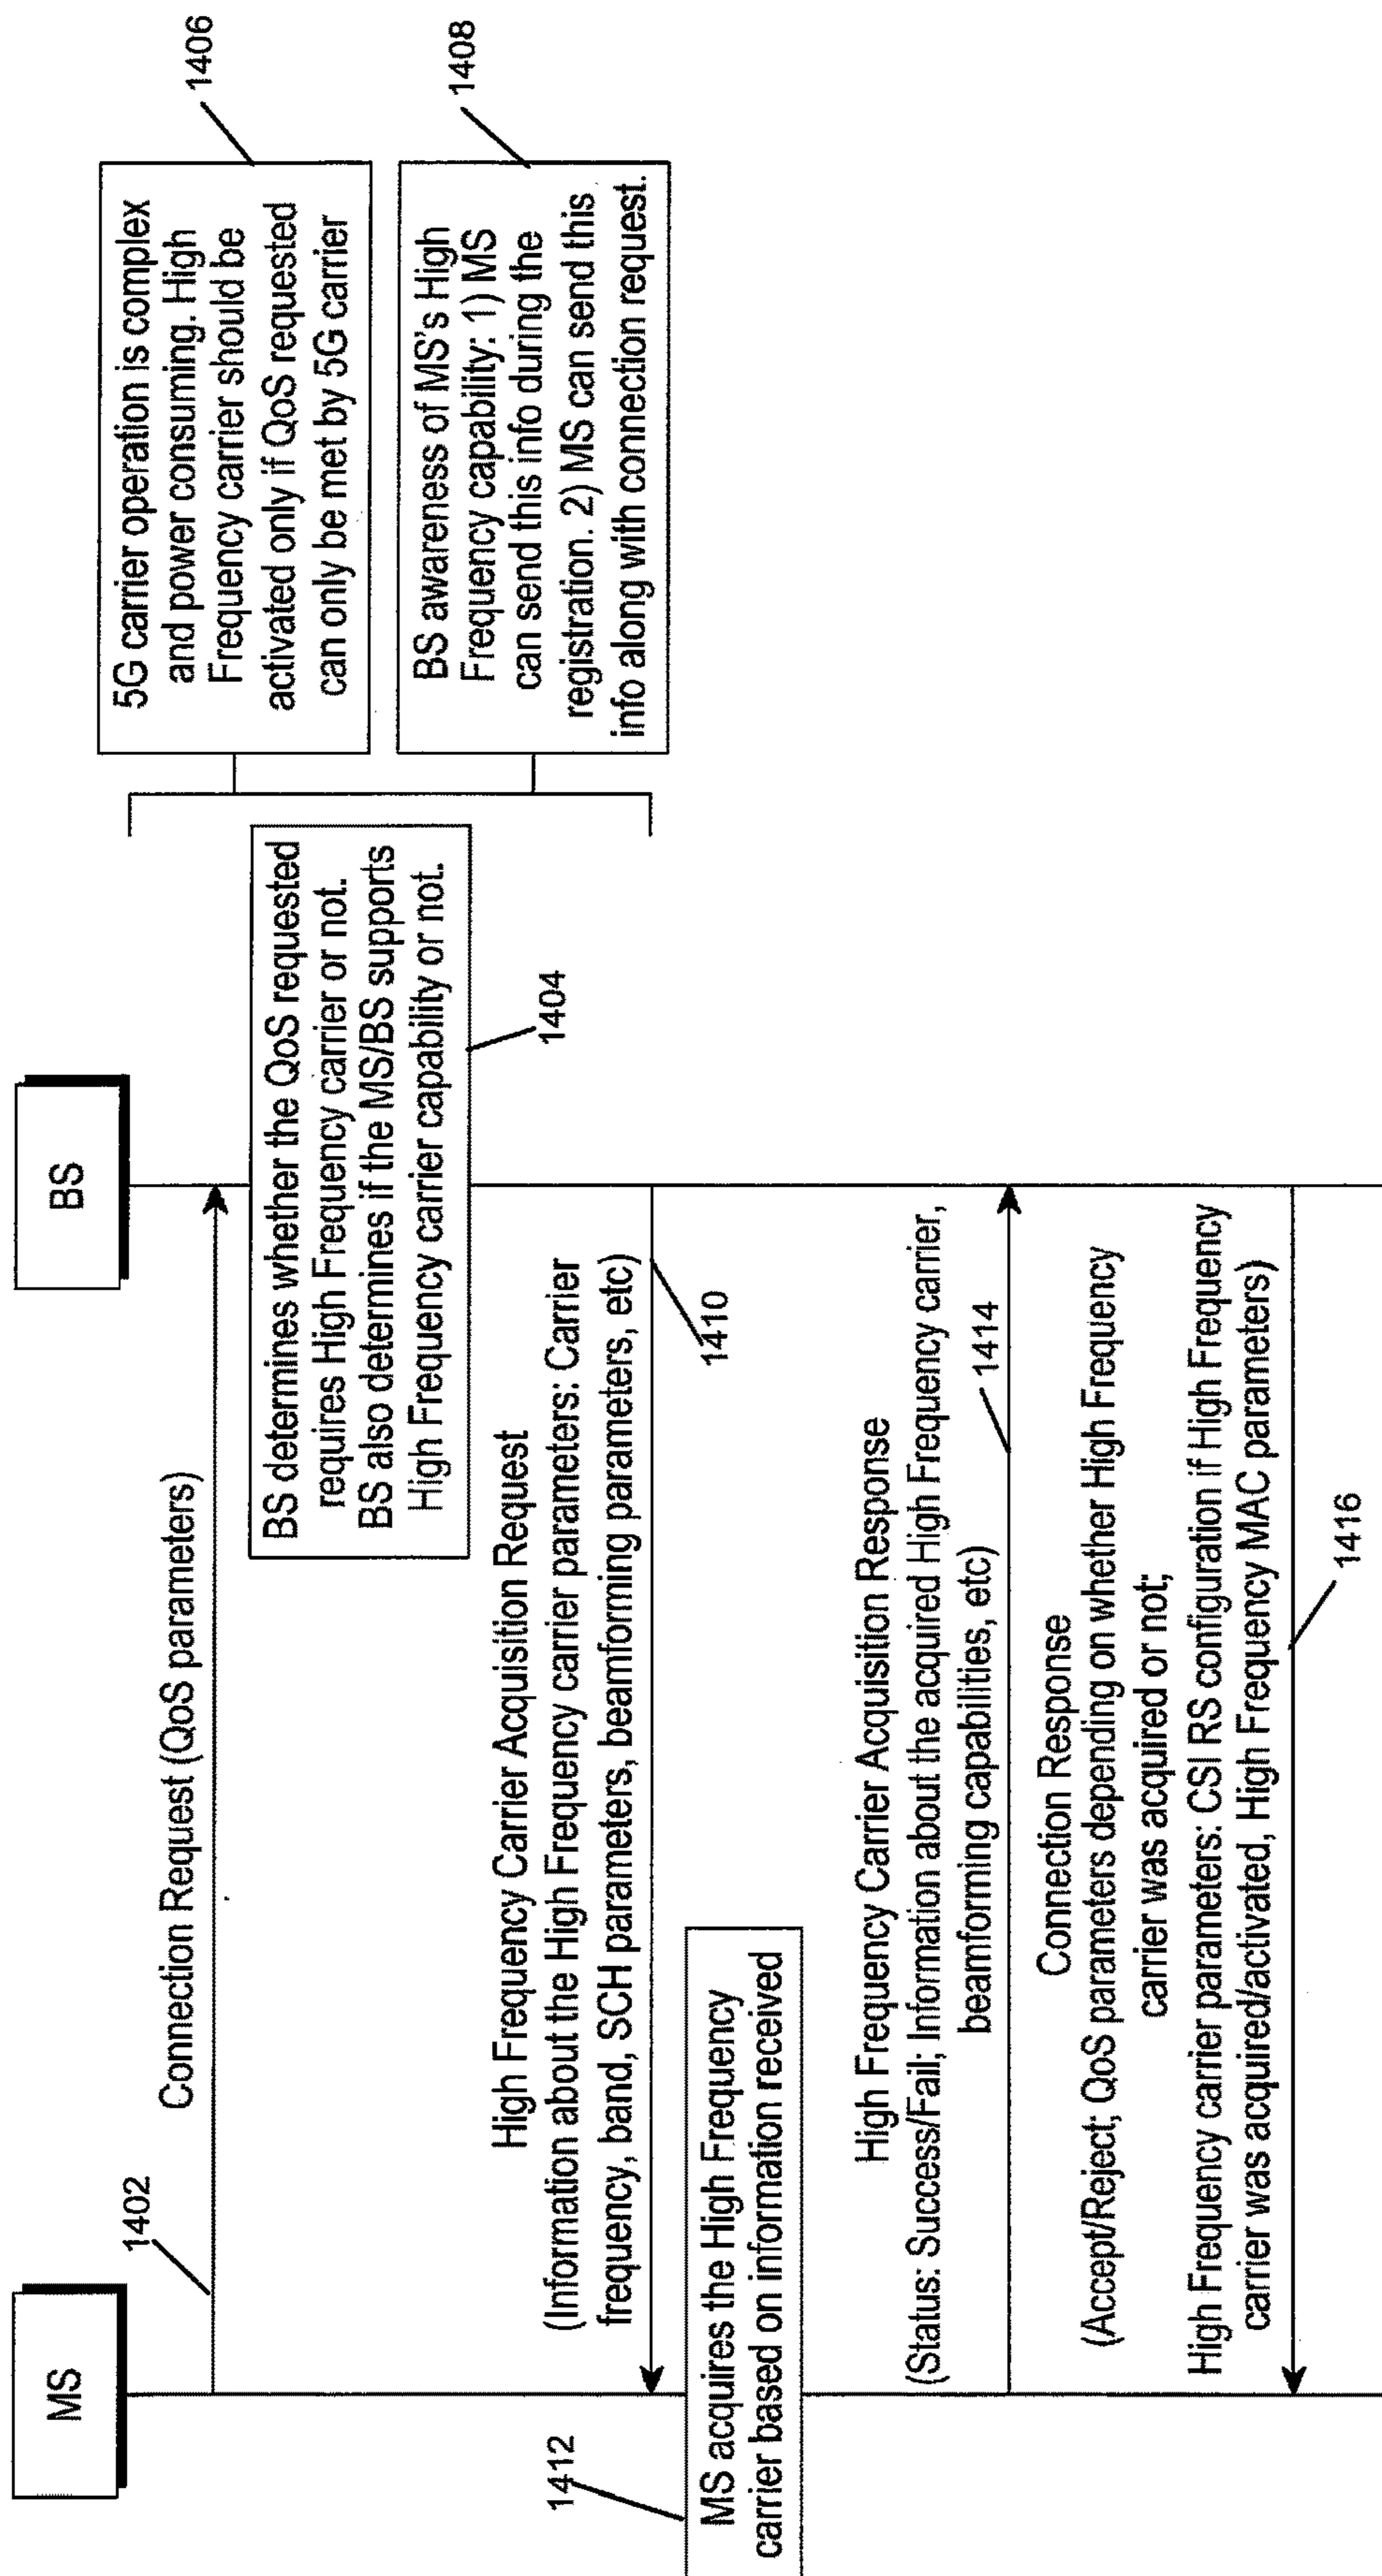 MS
BS
1402
Connection Request (QoS parameters)
BS determines whether the QoS requested
requires High Frequency carrier or not.
BS also determines if the MS/BS supports
High Frequency carrier capability or not.
1404
5G carrier operation is complex
and power consuming. High
Frequency carrier should be
activated only if QoS requested
can only be met by 5G carrier
1406
BS awareness of MS's High
Frequency capability: 1) MS
can send this info during the
registration. 2) MS can send this
info along with connection request.
1408
High Frequency Carrier Acquisition Request
(Information about the High Frequency carrier parameters: Carrier
frequency, band, SCH parameters, beamforming parameters, etc)
1410
1412
MS acquires the High Frequency
carrier based on information received
High Frequency Carrier Acquisition Response
(Status: Success/Fail; Information about the acquired High Frequency carrier,
beamforming capabilities, etc)
1414
Connection Response
(Accept/Reject; QoS parameters depending on whether High Frequency
carrier was acquired or not;
High Frequency carrier parameters: CSI RS configuration if High Frequency
carrier was acquired/activated, High Frequency MAC parameters)
1416